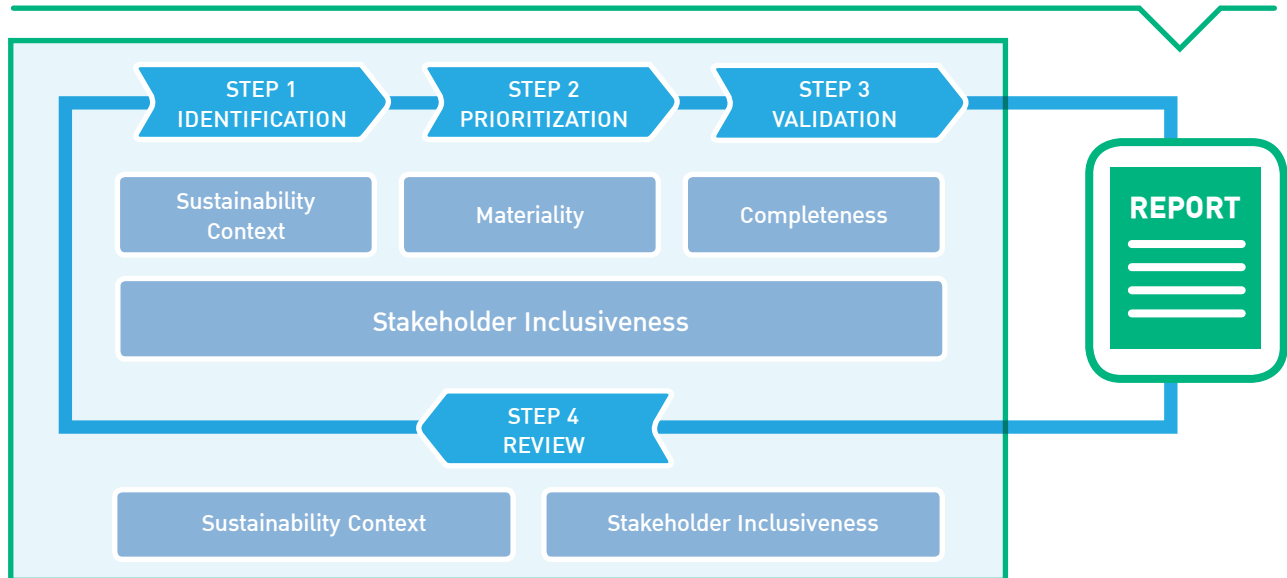 STEP 1
IDENTIFICATION
STEP 2
PRIORITIZATION
STEP 3
VALIDATION
Sustainability
Context
Materiality
Completeness
REPORT
Stakeholder Inclusiveness
STEP 4
REVIEW
Sustainability Context
Stakeholder Inclusiveness